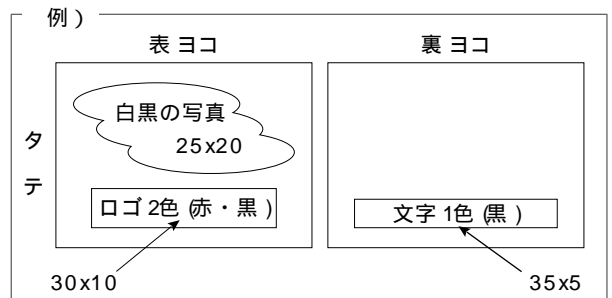 例）
表 ヨコ
裏 ヨコ
タテ
白黒の写真
25x20
ロゴ 2色 (赤・黒)
文字 1色 (黒)
30x10
35x5